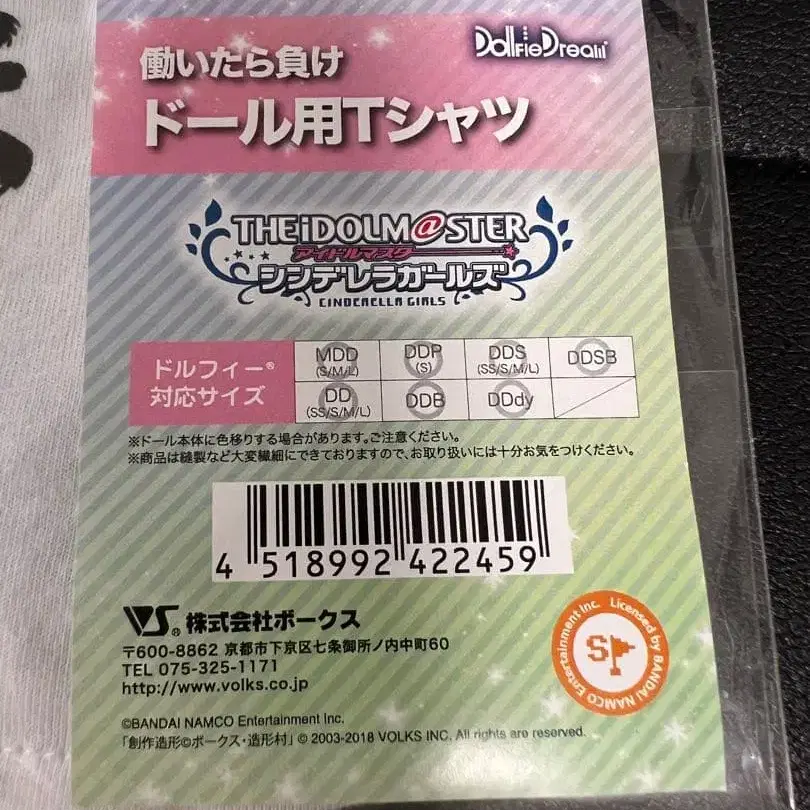 DollfieDream®
働いたら負け
ドール用Tシャツ
THE iDOLM@STER
アイドルマスター
シンデレラガールズ
CINDERELLA GIRLS
ドルフィー®対応サイズ
MDD (S/M/L) DDP (S) DDS (SS/S/M/L) DDSB
DD (SS/S/M/L) DDB DDdy
※ドール本体に色移りする場合があります。ご注意ください。
※商品は縫製など大変繊細にできておりますので、お取り扱いには十分お気をつけください。
4 518992 422459
VS® 株式会社ボークス
〒600-8862 京都市下京区七条御所ノ内中町60
TEL 075-325-1171
http://www.volks.co.jp
Licensed by BANDAI NAMCO Entertainment Inc.
SP
©BANDAI NAMCO Entertainment Inc.
「創作造形©ボークス・造形村」© 2003-2018 VOLKS INC. All rights are reserved.